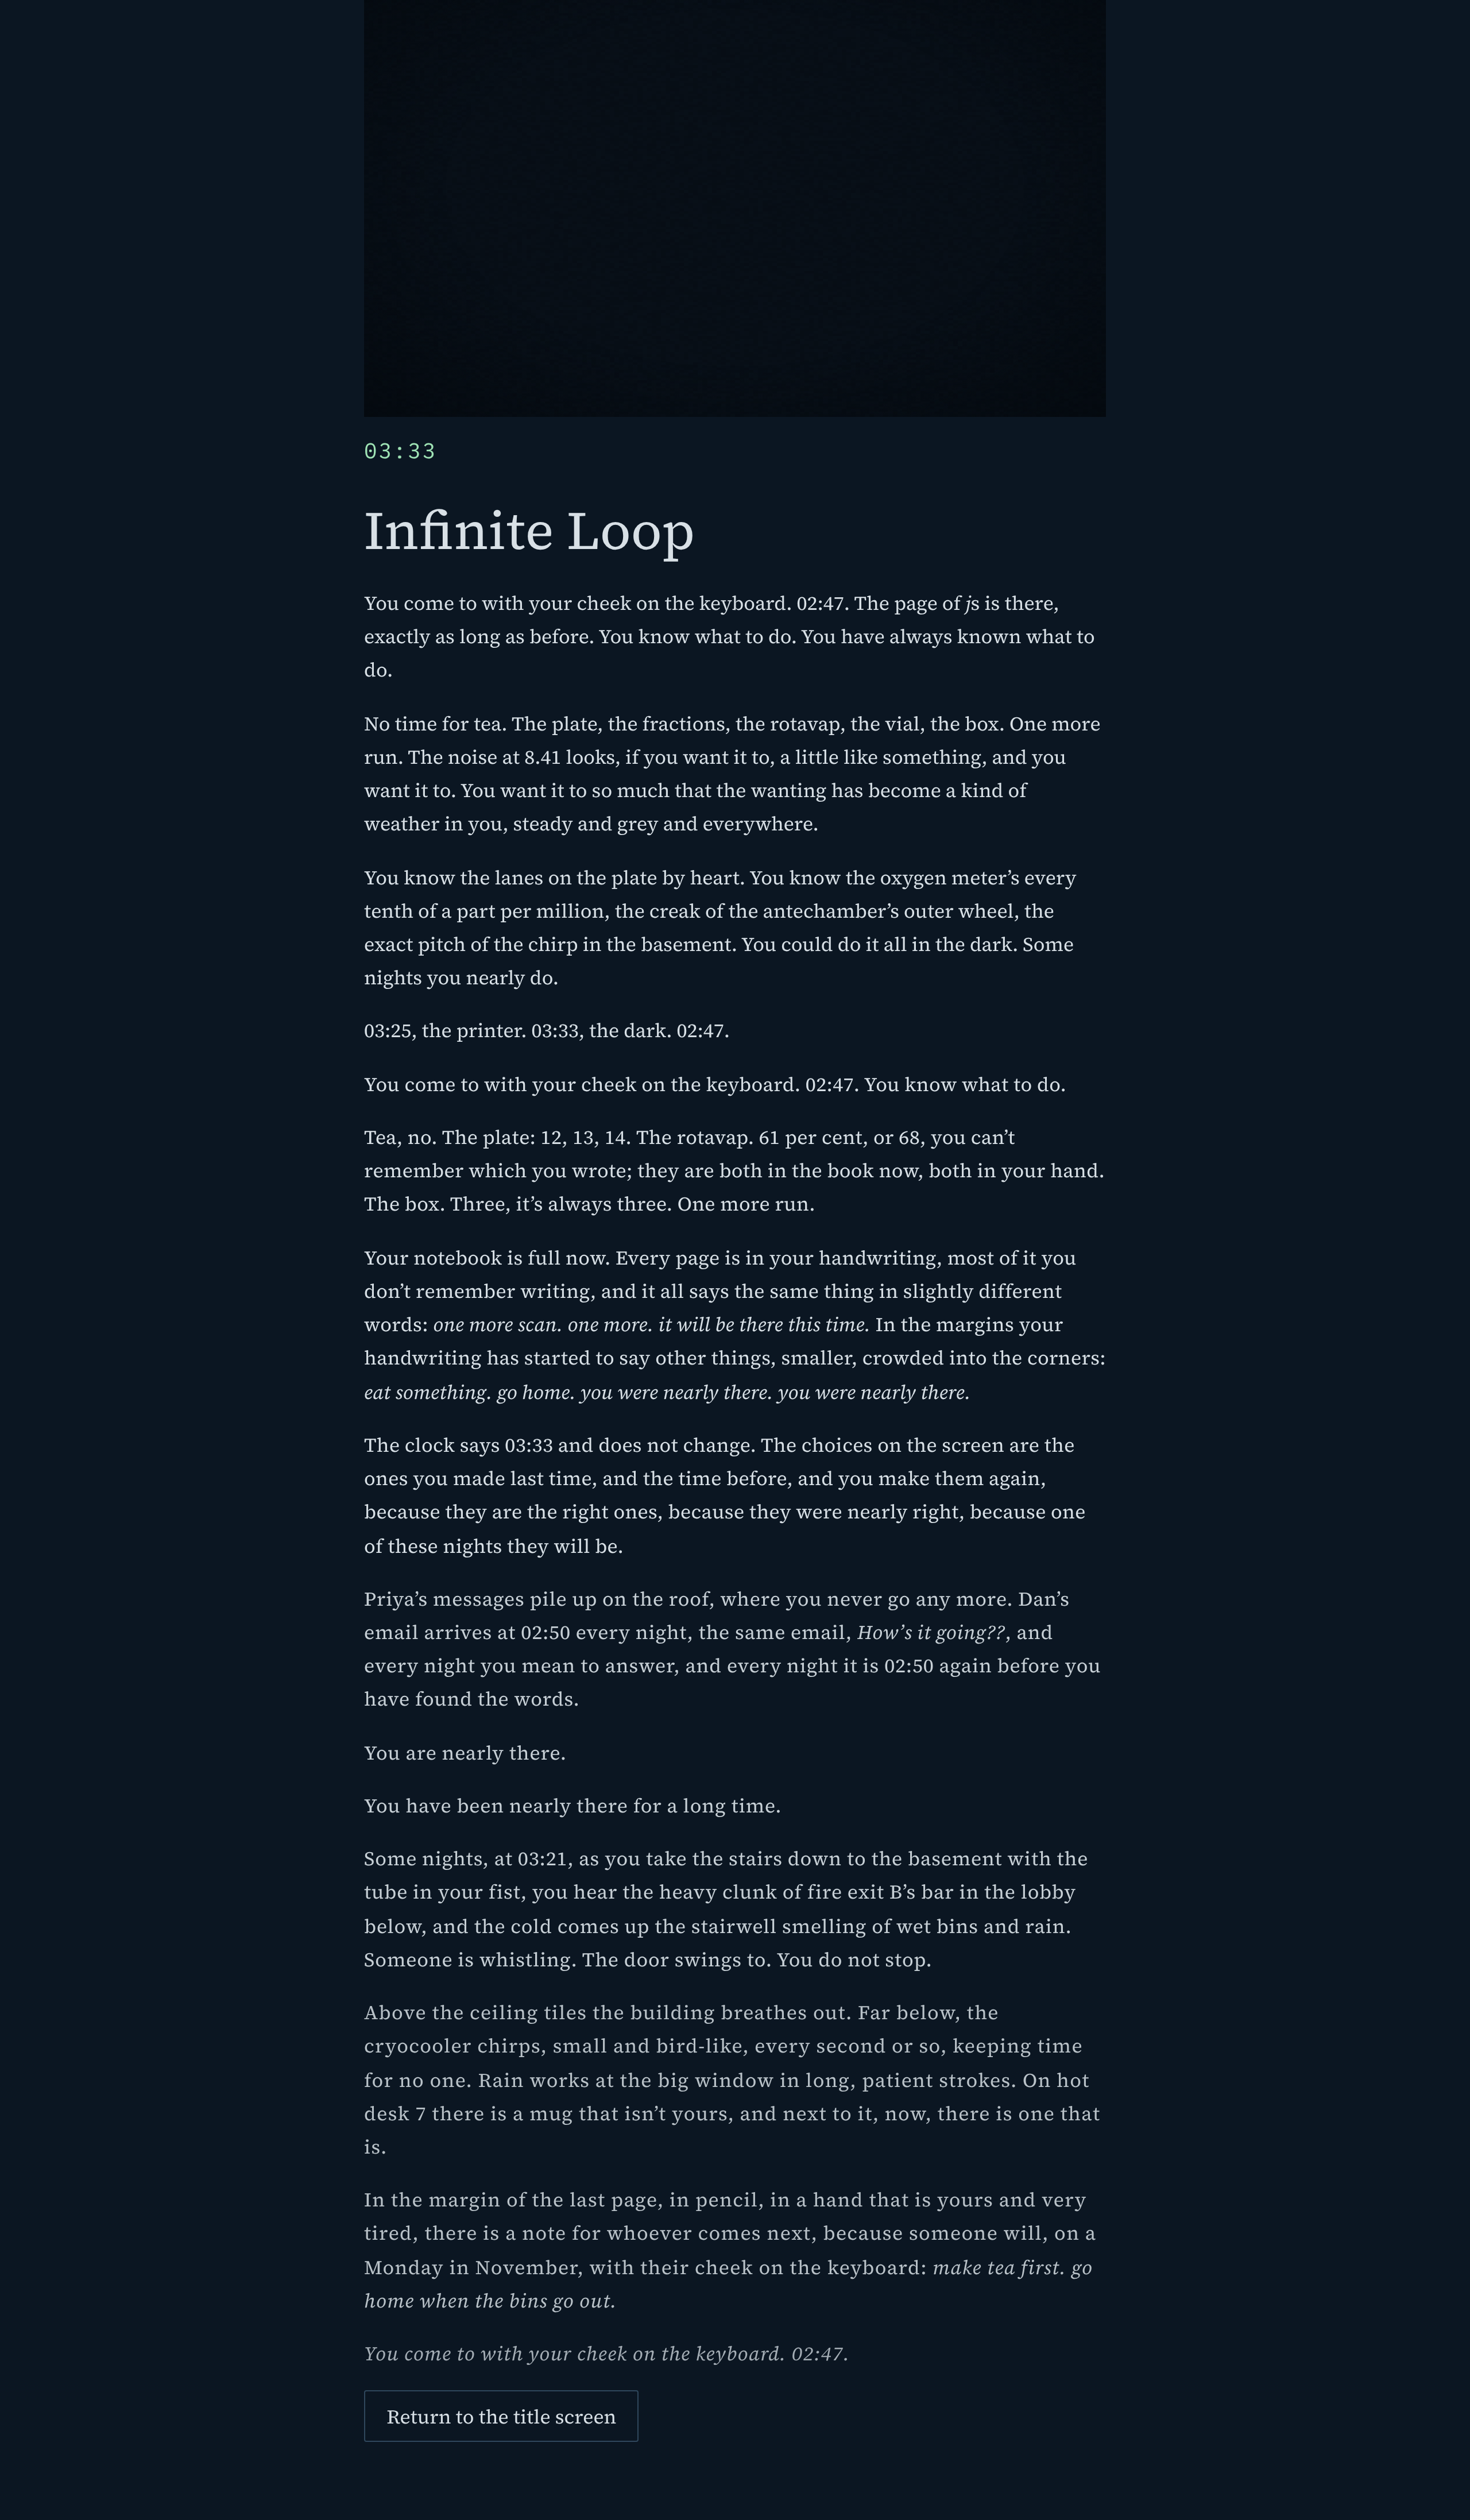 03:33
Infinite Loop
You come to with your cheek on the keyboard. 02:47. The page of js is there,
exactly as long as before. You know what to do. You have always known what to
do.
No time for tea. The plate, the fractions, the rotavap, the vial, the box. One more
run. The noise at 8.41 looks, if you want it to, a little like something, and you
want it to. You want it to so much that the wanting has become a kind of
weather in you, steady and grey and everywhere.
You know the lanes on the plate by heart. You know the oxygen meter’s every
tenth of a part per million, the creak of the antechamber’s outer wheel, the
exact pitch of the chirp in the basement. You could do it all in the dark. Some
nights you nearly do.
03:25, the printer. 03:33, the dark. 02:47.
You come to with your cheek on the keyboard. 02:47. You know what to do.
Tea, no. The plate: 12, 13, 14. The rotavap. 61 per cent, or 68, you can’t
remember which you wrote; they are both in the book now, both in your hand.
The box. Three, it’s always three. One more run.
Your notebook is full now. Every page is in your handwriting, most of it you
don’t remember writing, and it all says the same thing in slightly different
words: one more scan. one more. it will be there this time. In the margins your
handwriting has started to say other things, smaller, crowded into the corners:
eat something. go home. you were nearly there. you were nearly there.
The clock says 03:33 and does not change. The choices on the screen are the
ones you made last time, and the time before, and you make them again,
because they are the right ones, because they were nearly right, because one
of these nights they will be.
Priya’s messages pile up on the roof, where you never go any more. Dan’s
email arrives at 02:50 every night, the same email, How’s it going??, and
every night you mean to answer, and every night it is 02:50 again before you
have found the words.
You are nearly there.
You have been nearly there for a long time.
Some nights, at 03:21, as you take the stairs down to the basement with the
tube in your fist, you hear the heavy clunk of fire exit B’s bar in the lobby
below, and the cold comes up the stairwell smelling of wet bins and rain.
Someone is whistling. The door swings to. You do not stop.
Above the ceiling tiles the building breathes out. Far below, the
cryocooler chirps, small and bird-like, every second or so, keeping time
for no one. Rain works at the big window in long, patient strokes. On hot
desk 7 there is a mug that isn’t yours, and next to it, now, there is one that
is.
In the margin of the last page, in pencil, in a hand that is yours and very
tired, there is a note for whoever comes next, because someone will, on a
Monday in November, with their cheek on the keyboard: make tea first. go
home when the bins go out.
You come to with your cheek on the keyboard. 02:47.
Return to the title screen